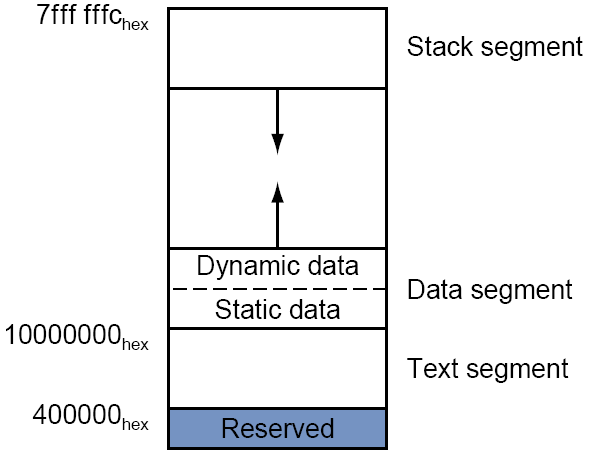 7fff fffchex
Stack segment
Dynamic data
Data segment
Static data
10000000hex
Text segment
400000hex
Reserved